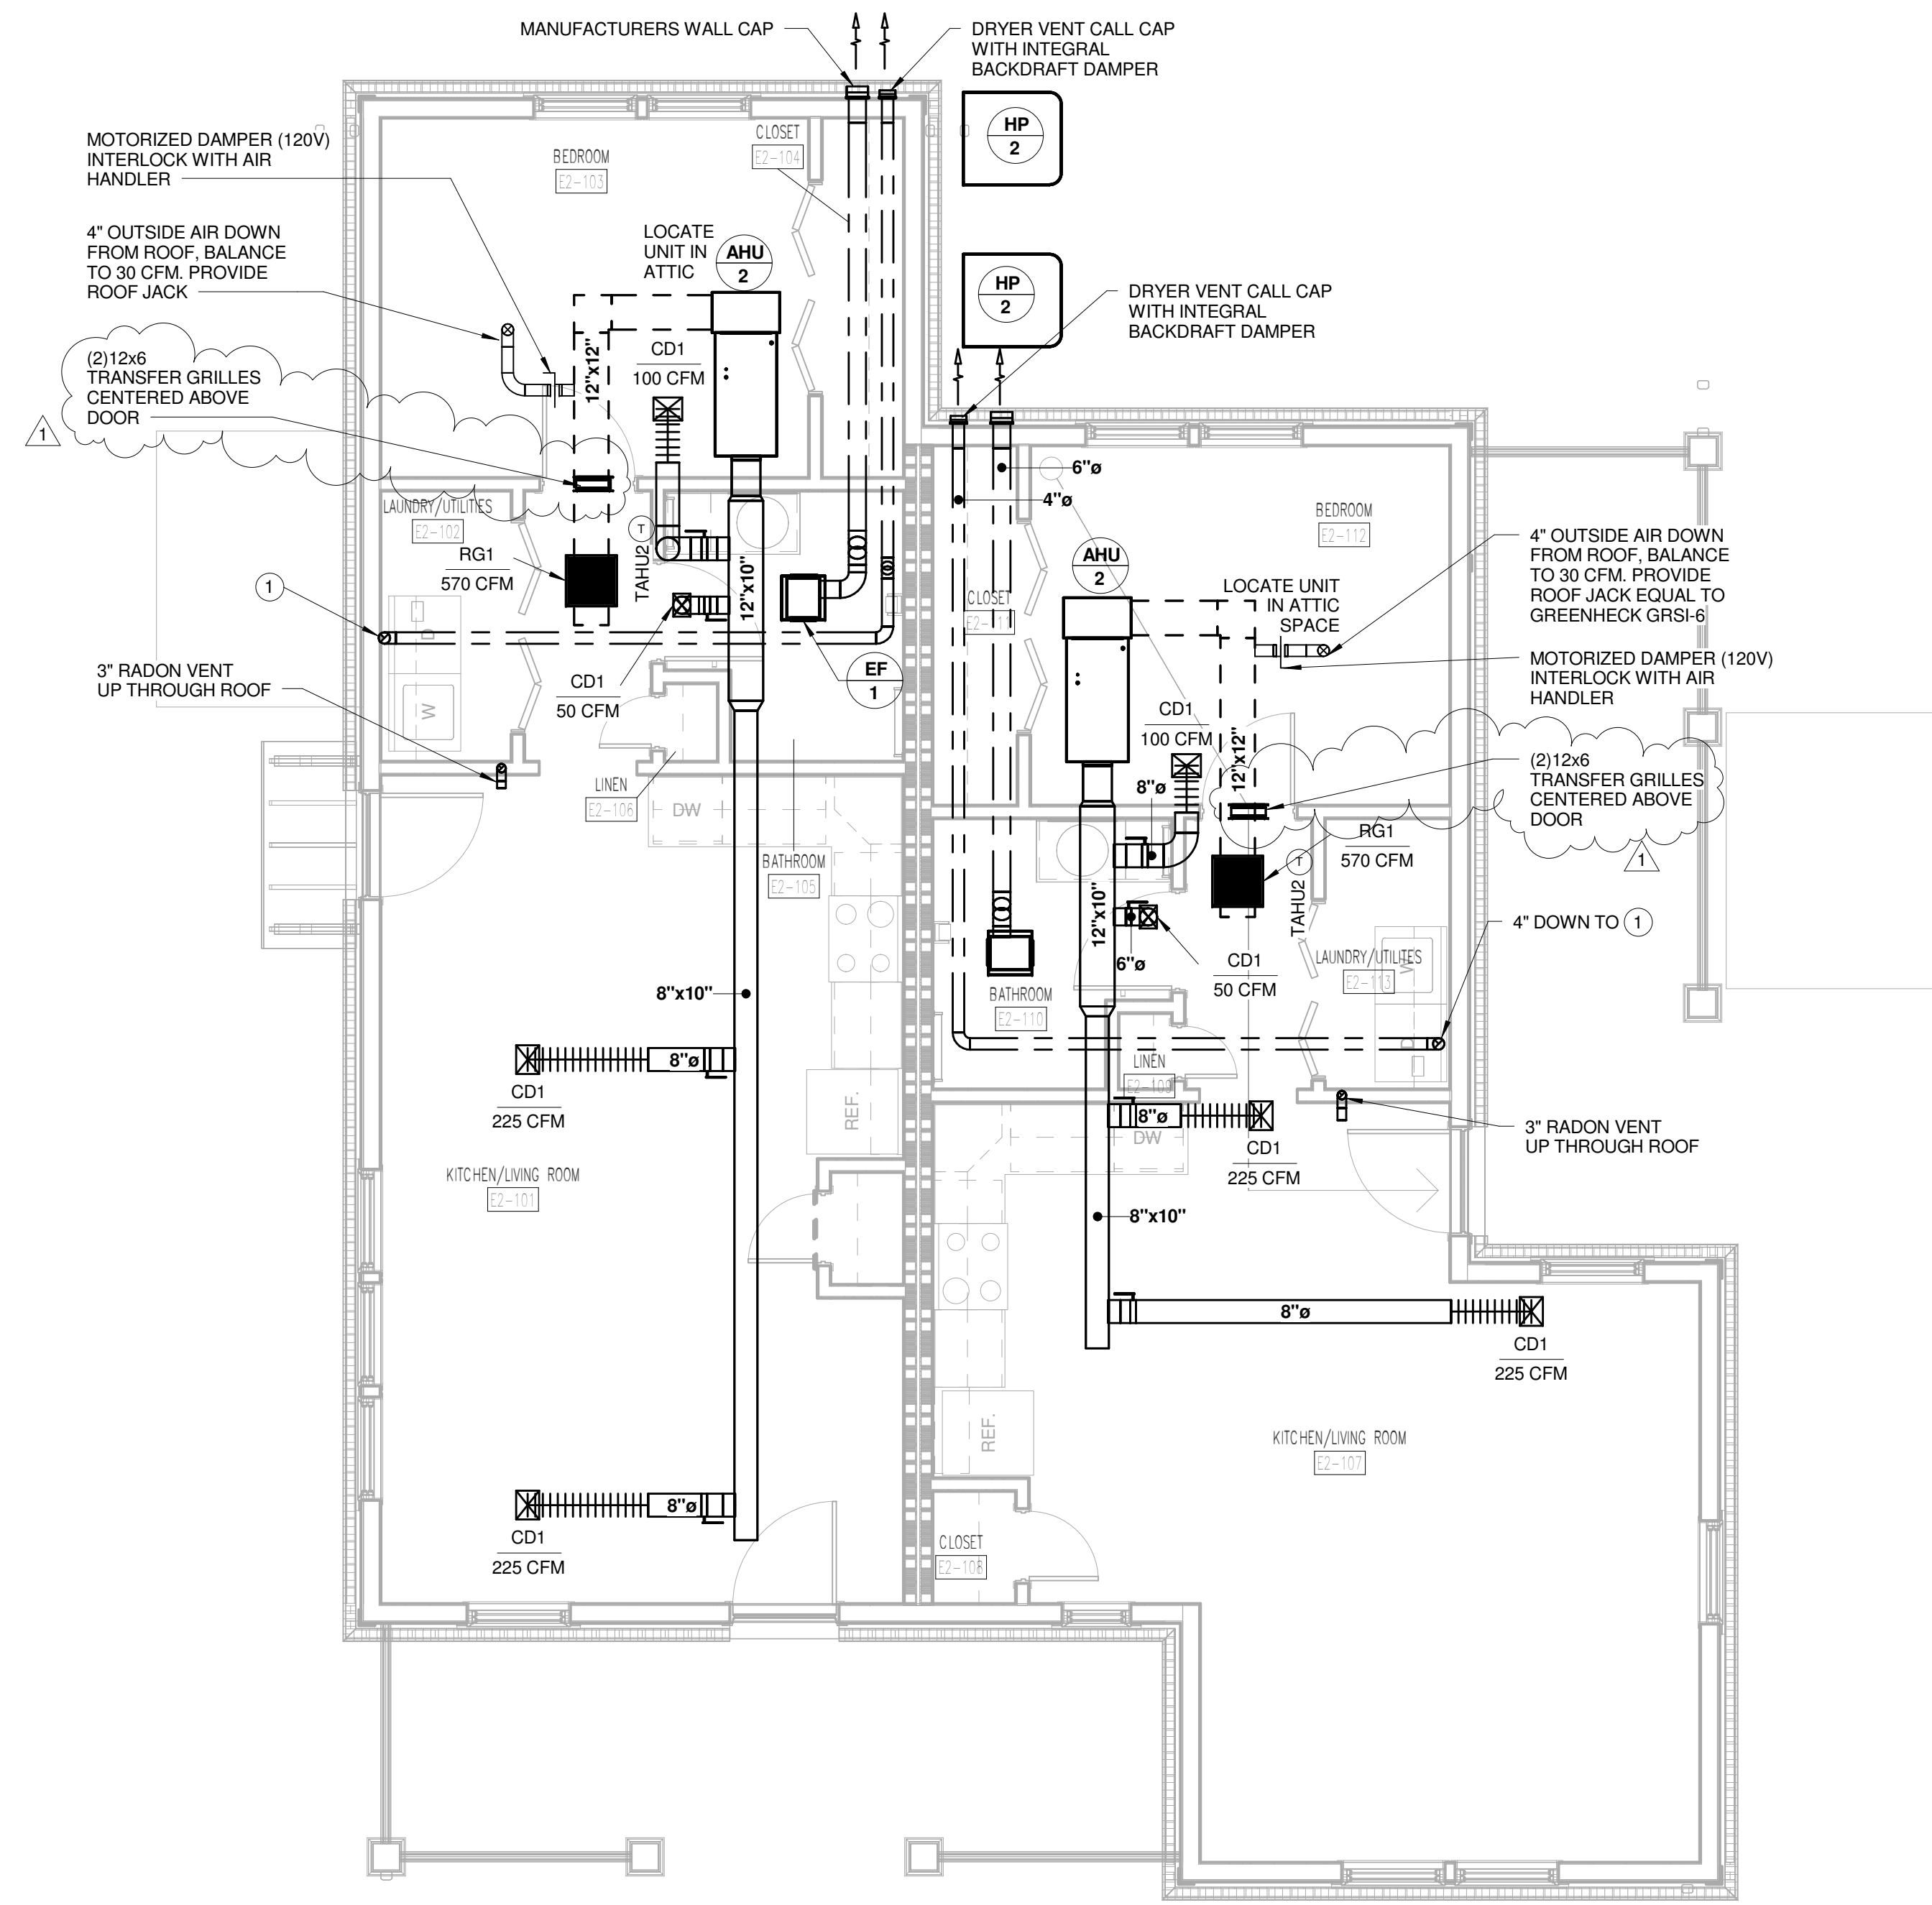 MANUFACTURERS WALL CAP
DRYER VENT CALL CAP
WITH INTEGRAL
BACKDRAFT DAMPER
MOTORIZED DAMPER (120V)
INTERLOCK WITH AIR
HANDLER
BEDROOM
E2-103
CLOSET
E2-104
HP
2
4" OUTSIDE AIR DOWN
FROM ROOF, BALANCE
TO 30 CFM. PROVIDE
ROOF JACK
LOCATE
UNIT IN
ATTIC
AHU
2
HP
2
DRYER VENT CALL CAP
WITH INTEGRAL
BACKDRAFT DAMPER
(2)12x6
TRANSFER GRILLES
CENTERED ABOVE
DOOR
1
12"x12"
CD1
100 CFM
6"ø
4"ø
LAUNDRY/UTILITIES
E2-102
RG1
570 CFM
T
TAHU2
12"x10"
1
3" RADON VENT
UP THROUGH ROOF
D
W
CD1
50 CFM
EF
1
LINEN
E2-106
DW
BATHROOM
E2-105
BEDROOM
E2-112
AHU
2
CLOSET
E2-111
LOCATE UNIT
IN ATTIC
SPACE
4" OUTSIDE AIR DOWN
FROM ROOF, BALANCE
TO 30 CFM. PROVIDE
ROOF JACK EQUAL TO
GREENHECK GRSI-6
MOTORIZED DAMPER (120V)
INTERLOCK WITH AIR
HANDLER
CD1
100 CFM
12"x12"
(2)12x6
TRANSFER GRILLES
CENTERED ABOVE
DOOR
1
8"ø
RG1
570 CFM
T
TAHU2
12"x10"
6"ø
CD1
50 CFM
4" DOWN TO 1
LAUNDRY/UTILITES
E2-113
W
D
BATHROOM
E2-110
LINEN
E2-109
8"x10"
8"ø
CD1
225 CFM
REF.
8"ø
DW
CD1
225 CFM
3" RADON VENT
UP THROUGH ROOF
KITCHEN/LIVING ROOM
E2-101
8"x10"
8"ø
CD1
225 CFM
REF.
KITCHEN/LIVING ROOM
E2-107
8"ø
CD1
225 CFM
CLOSET
E2-108